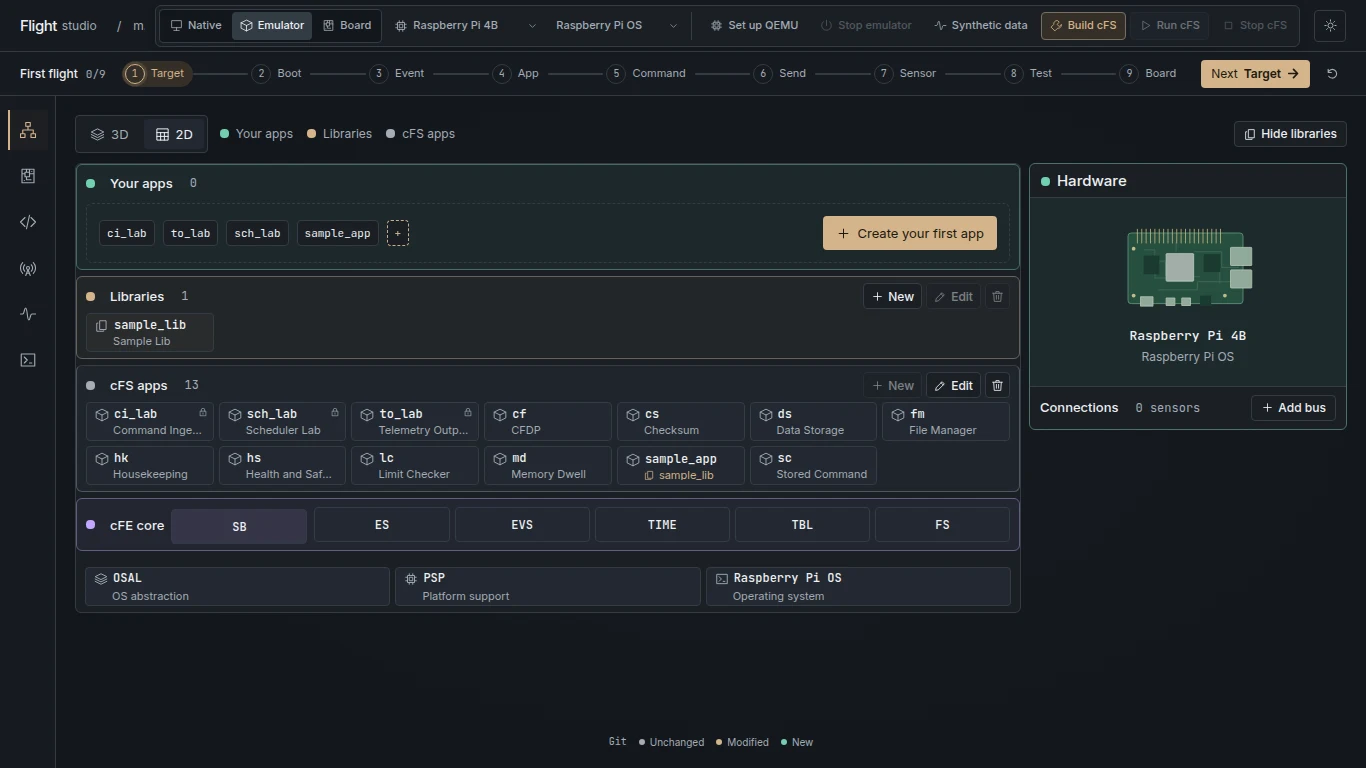 Flight studio / m
Native Emulator Board Raspberry Pi 4B Raspberry Pi OS Set up QEMU Stop emulator Synthetic data Build cFS Run cFS Stop cFS
First flight 0/9 1 Target 2 Boot 3 Event 4 App 5 Command 6 Send 7 Sensor 8 Test 9 Board Next Target →
3D 2D Your apps Libraries cFS apps Hide libraries
Your apps 0
ci_lab to_lab sch_lab sample_app + + Create your first app
Libraries 1 + New Edit
sample_lib
Sample Lib
cFS apps 13 + New Edit
ci_lab sch_lab to_lab cf cs ds fm
Command Inge... Scheduler Lab Telemetry Outp... CFDP Checksum Data Storage File Manager
hk hs lc md sample_app sc
Housekeeping Health and Saf... Limit Checker Memory Dwell sample_lib Stored Command
cFE core SB ES EVS TIME TBL FS
OSAL PSP Raspberry Pi OS
OS abstraction Platform support Operating system
Hardware
Raspberry Pi 4B
Raspberry Pi OS
Connections 0 sensors + Add bus
Git Unchanged Modified New